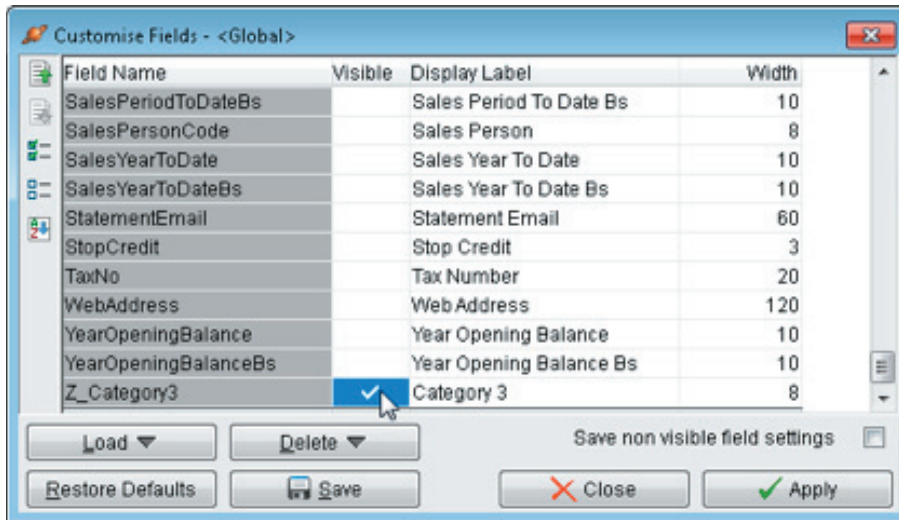 Customise Fields - <Global>
Field Name Visible Display Label Width
SalesPeriodToDateBs Sales Period To Date Bs 10
SalesPersonCode Sales Person 8
SalesYearToDate Sales Year To Date 10
SalesYearToDateBs Sales Year To Date Bs 10
StatementEmail Statement Email 60
StopCredit Stop Credit 3
TaxNo Tax Number 20
WebAddress Web Address 120
YearOpeningBalance Year Opening Balance 10
YearOpeningBalanceBs Year Opening Balance Bs 10
Z_Category3 Category 3 8
Load Delete Save non visible field settings
Restore Defaults Save Close Apply